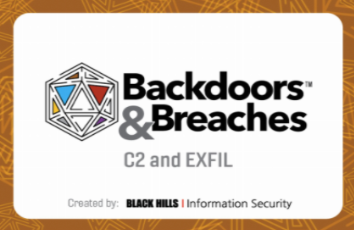 Backdoors™
&Breaches
C2 and EXFIL
Created by: BLACK HILLS | Information Security